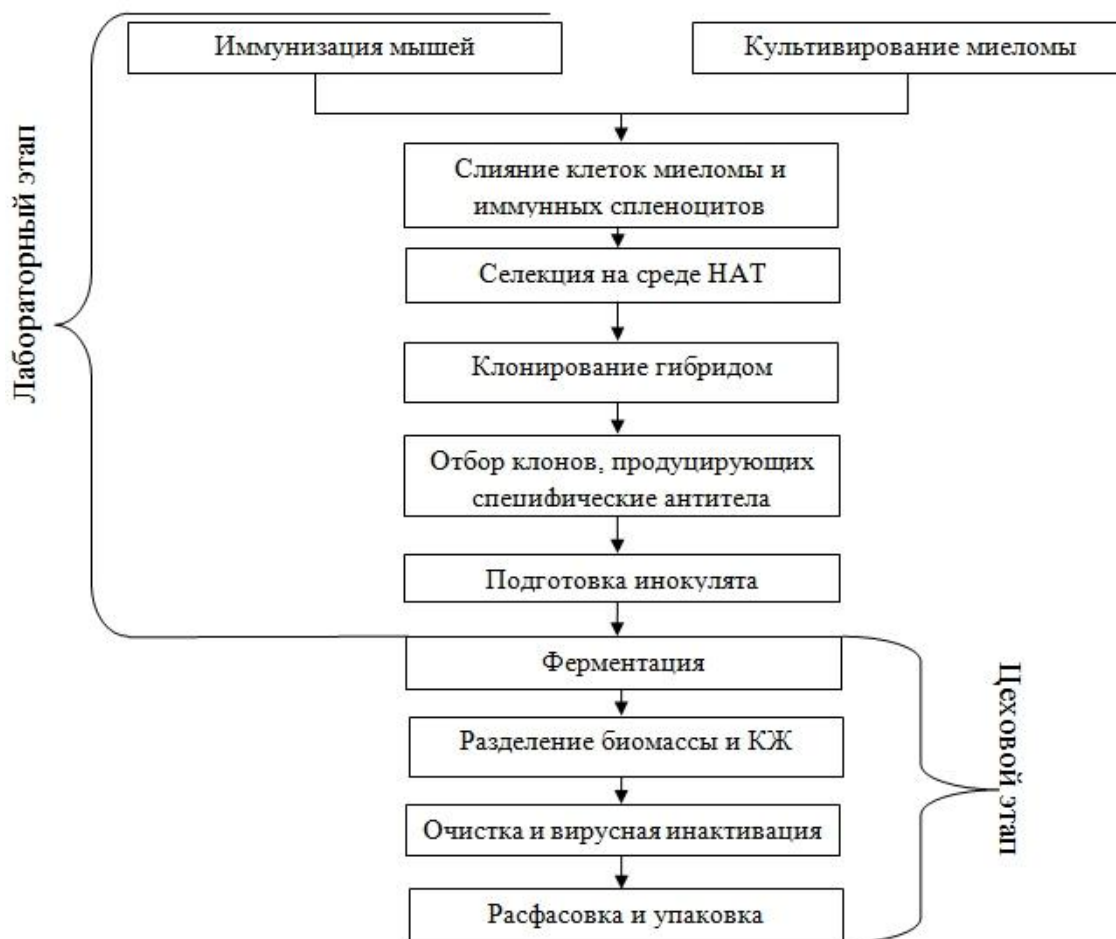 Иммунизация мышей
Культивирование миеломы
Слияние клеток миеломы и
иммунных спленоцитов
Селекция на среде НАТ
Клонирование гибридом
Отбор клонов, продуцирующих
специфические антитела
Подготовка инокулята
Лабораторный этап
Ферментация
Разделение биомассы и КЖ
Очистка и вирусная инактивация
Расфасовка и упаковка
Цеховой этап